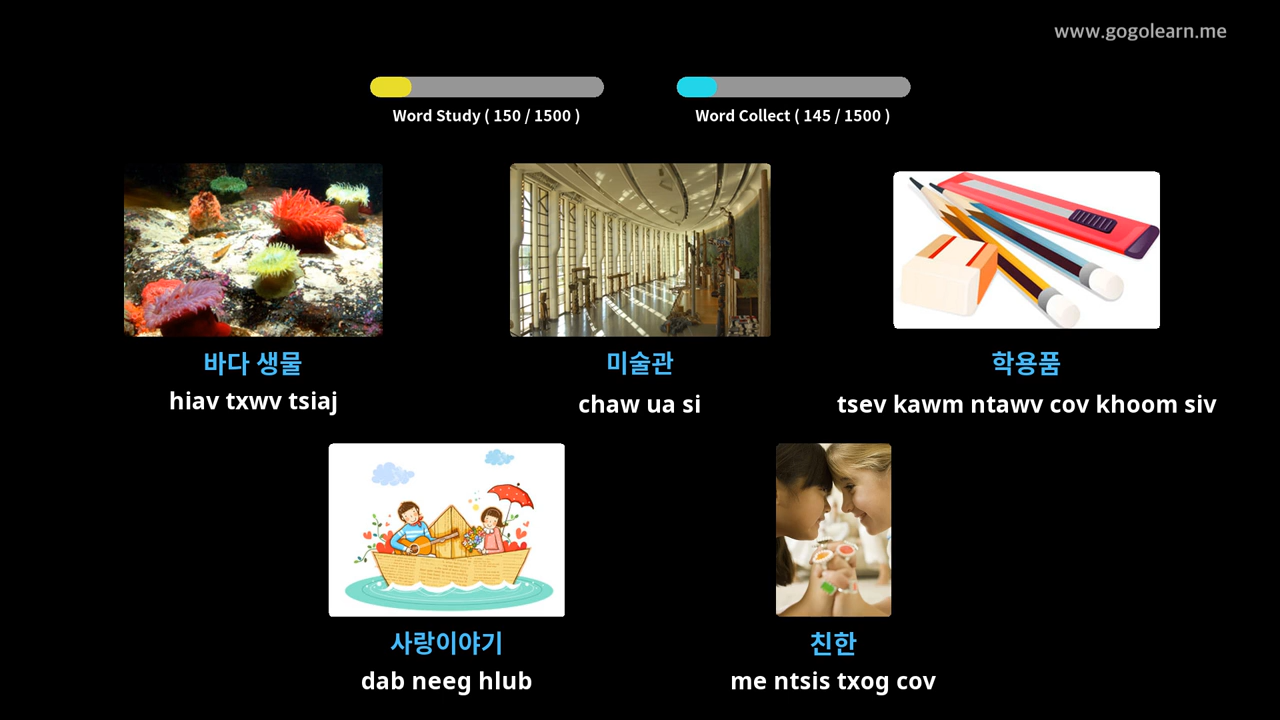 www.gogolearn.me
Word Study ( 150 / 1500 )
Word Collect ( 145 / 1500 )
바다 생물
hiav txwv tsiaj
미술관
chaw ua si
학용품
tsev kawm ntawv cov khoom siv
사랑이야기
dab neeg hlub
친한
me ntsis txog cov